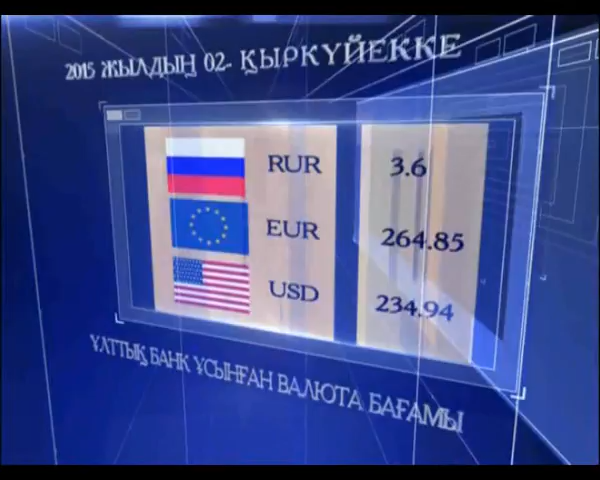 2015 ЖЫЛДЫҢ 02- ҚЫРКҮЙЕККЕ
RUR 3.6
EUR 264.85
USD 234.94
ҰЛТТЫҚ БАНК ҰСЫНҒАН ВАЛЮТА БАҒАМЫ